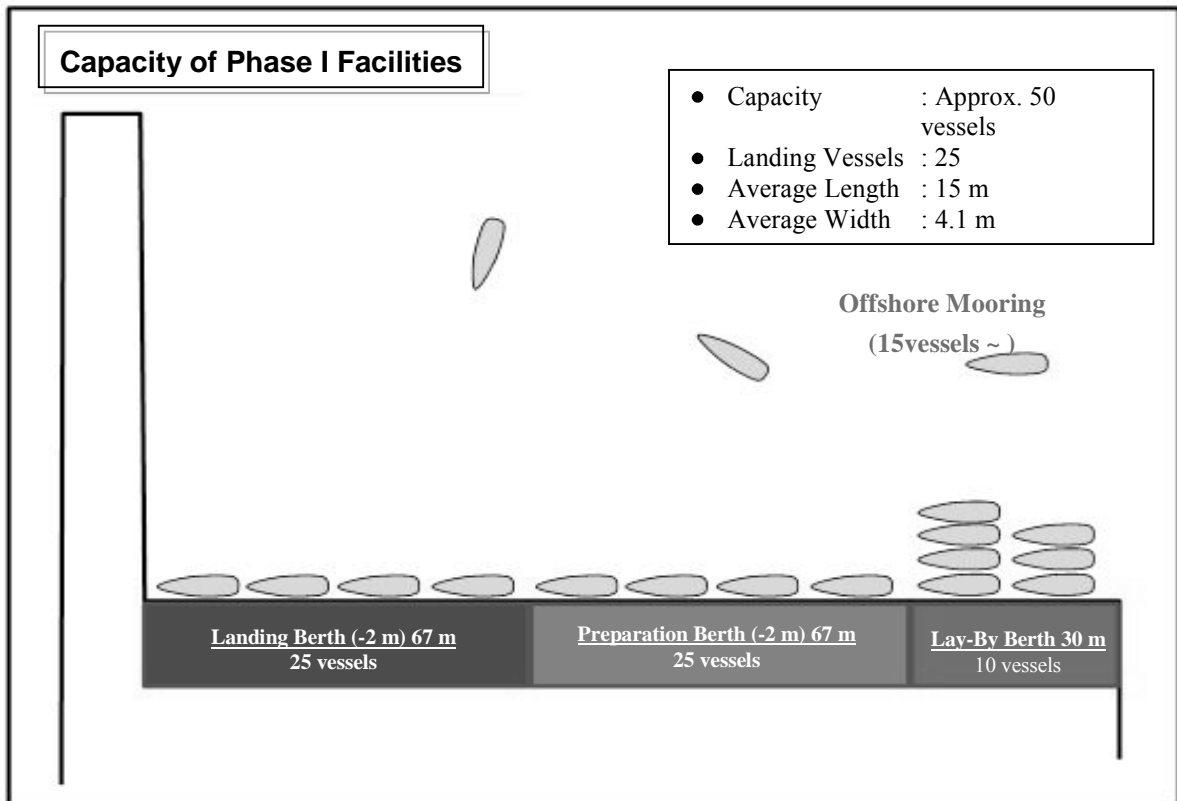 Capacity of Phase I Facilities
● Capacity : Approx. 50
vessels
● Landing Vessels : 25
● Average Length : 15 m
● Average Width : 4.1 m
Offshore Mooring
(15vessels ~ )
Landing Berth (-2 m) 67 m
25 vessels
Preparation Berth (-2 m) 67 m
25 vessels
Lay-By Berth 30 m
10 vessels